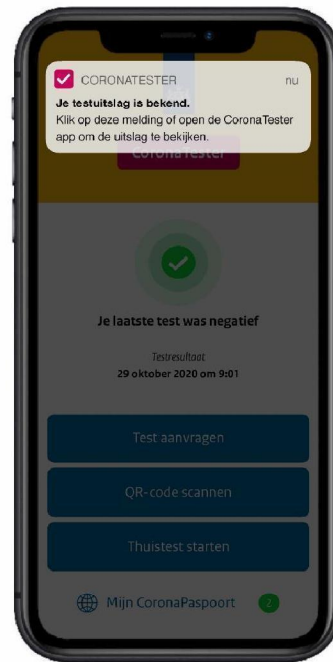 CORONATESTER nu
Je testuitslag is bekend.
Klik op deze melding of open de CoronaTester
app om de uitslag te bekijken.
CoronaTester
Je laatste test was negatief
Testresultaat
29 oktober 2020 om 9:01
Test aanvragen
QR-code scannen
Thuistest starten
Mijn CoronaPaspoort 2